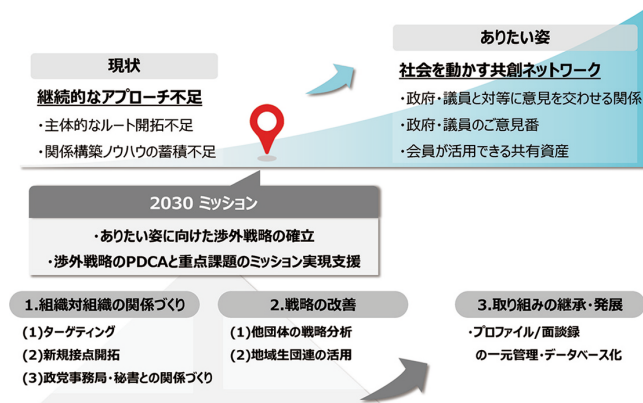 現状
継続的なアプローチ不足
・主体的なルート開拓不足
・関係構築ノウハウの蓄積不足
ありたい姿
社会を動かす共創ネットワーク
・政府・議員と対等に意見を交わせる関係
・政府・議員のご意見番
・会員が活用できる共有資産
2030 ミッション
・ありたい姿に向けた渉外戦略の確立
・渉外戦略のPDCAと重点課題のミッション実現支援
1.組織対組織の関係づくり
(1)ターゲティング
(2)新規接点開拓
(3)政党事務局・秘書との関係づくり
2.戦略の改善
(1)他団体の戦略分析
(2)地域生団連の活用
3.取り組みの継承・発展
・プロファイル/面談録
の一元管理・データベース化